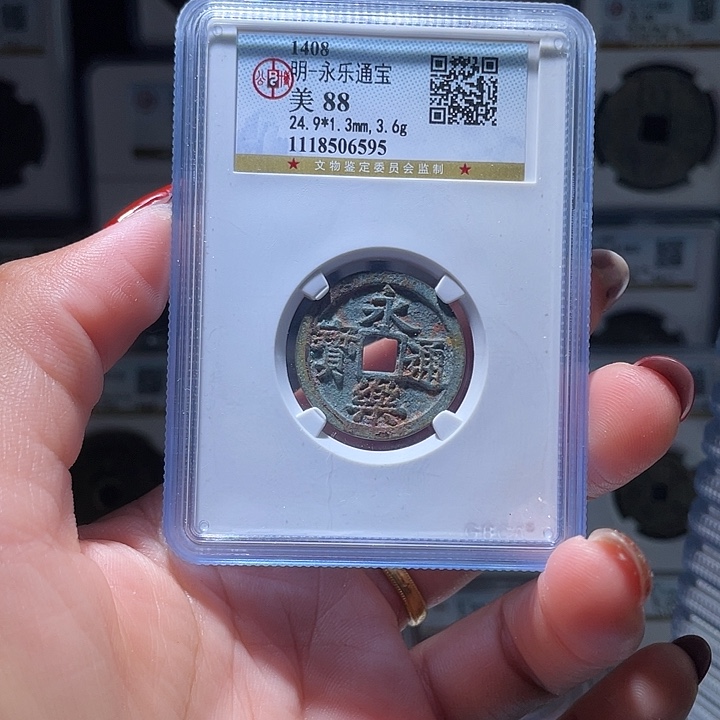 1408
明-永乐通宝
美 88
24.9*1.3mm,3.6g
1118506595
★ 文物鉴定委员会监制 ★
永樂通寳